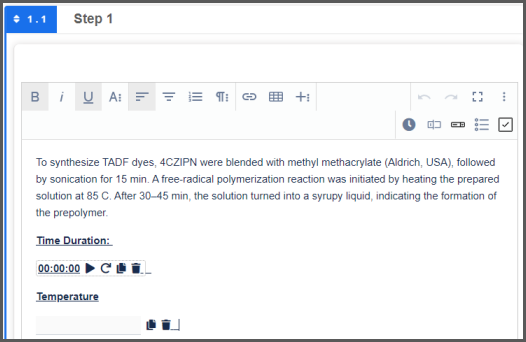 1.1 Step 1
B i U A
To synthesize TADF dyes, 4CZIPN were blended with methyl methacrylate (Aldrich, USA), followed
by sonication for 15 min. A free-radical polymerization reaction was initiated by heating the prepared
solution at 85 C. After 30–45 min, the solution turned into a syrupy liquid, indicating the formation of
the prepolymer.
Time Duration:
00:00:00
Temperature